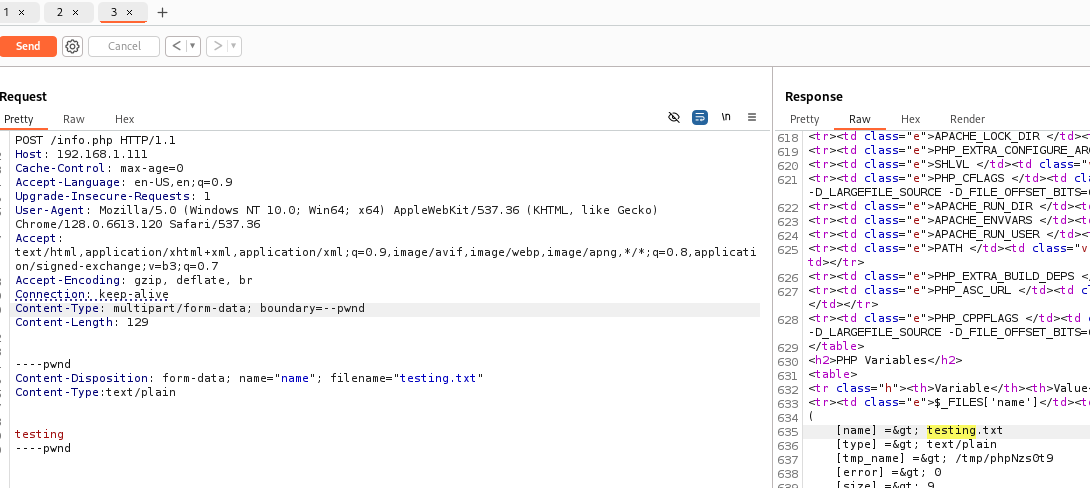 1 × 2 × 3 × +
Send Cancel < ▾ > ▾
Request
Pretty Raw Hex \n ≡
POST /info.php HTTP/1.1
Host: 192.168.1.111
Cache-Control: max-age=0
Accept-Language: en-US,en;q=0.9
Upgrade-Insecure-Requests: 1
User-Agent: Mozilla/5.0 (Windows NT 10.0; Win64; x64) AppleWebKit/537.36 (KHTML, like Gecko)
Chrome/128.0.6613.120 Safari/537.36
Accept:
text/html,application/xhtml+xml,application/xml;q=0.9,image/avif,image/webp,image/apng,*/*;q=0.8,applicati
on/signed-exchange;v=b3;q=0.7
Accept-Encoding: gzip, deflate, br
Connection: keep-alive
Content-Type: multipart/form-data; boundary=--pwnd
Content-Length: 129
----pwnd
Content-Disposition: form-data; name="name"; filename="testing.txt"
Content-Type:text/plain
testing
----pwnd
Response
Pretty Raw Hex Render
618 <tr><td class="e">APACHE_LOCK_DIR </td><t
619 <tr><td class="e">PHP_EXTRA_CONFIGURE_AR
620 <tr><td class="e">SHLVL </td><td class="
621 <tr><td class="e">PHP_CFLAGS </td><td cl
-D_LARGEFILE_SOURCE -D_FILE_OFFSET_BITS=
622 <tr><td class="e">APACHE_RUN_DIR </td><t
623 <tr><td class="e">APACHE_ENVVARS </td><t
624 <tr><td class="e">APACHE_RUN_USER </td><
625 <tr><td class="e">PATH </td><td class="v
td></tr>
626 <tr><td class="e">PHP_EXTRA_BUILD_DEPS <
627 <tr><td class="e">PHP_ASC_URL </td><td c
</td></tr>
628 <tr><td class="e">PHP_CPPFLAGS </td><td
-D_LARGEFILE_SOURCE -D_FILE_OFFSET_BITS=
629 </table>
630 <h2>PHP Variables</h2>
631 <table>
632 <tr class="h"><th>Variable</th><th>Value
633 <tr><td class="e">$_FILES['name']</td><t
634 (
635 [name] =&gt; testing.txt
636 [type] =&gt; text/plain
637 [tmp_name] =&gt; /tmp/phpNzs0t9
638 [error] =&gt; 0
639 [size] =&gt; 9